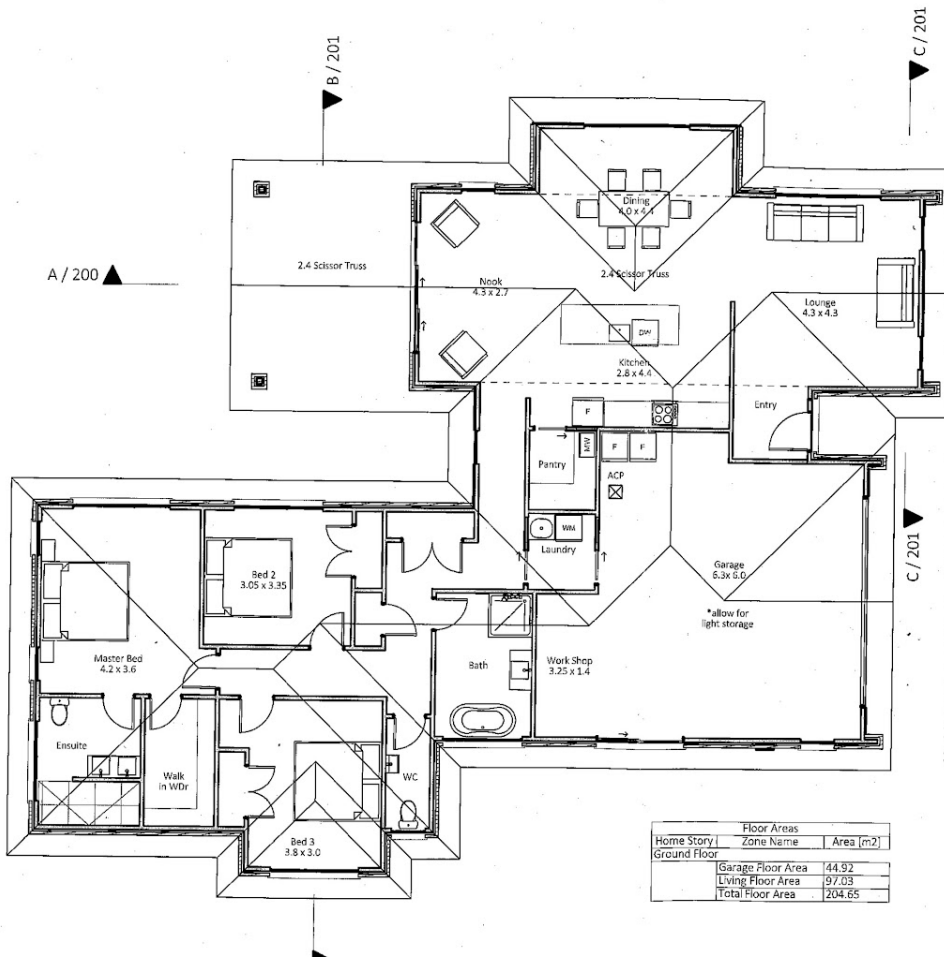 B / 201
C / 201
A / 200
2.4 Scissor Truss
Dining
4.0 x 4.4
2.4 Scissor Truss
Nook
4.3 x 2.7
Lounge
4.3 x 4.3
DW
Kitchen
2.8 x 4.4
Entry
F
F
F
MW
Pantry
ACP
WM
Laundry
C / 201
Garage
6.3x 6.0
*allow for
light storage
Bed 2
3.05 x 3.35
Master Bed
4.2 x 3.6
Bath
Work Shop
3.25 x 1.4
Ensuite
Walk
in WDr
WC
Bed 3
3.8 x 3.0
Floor Areas
Home Story Zone Name Area [m2]
Ground Floor
Garage Floor Area 44.92
Living Floor Area 97.03
Total Floor Area 204.65